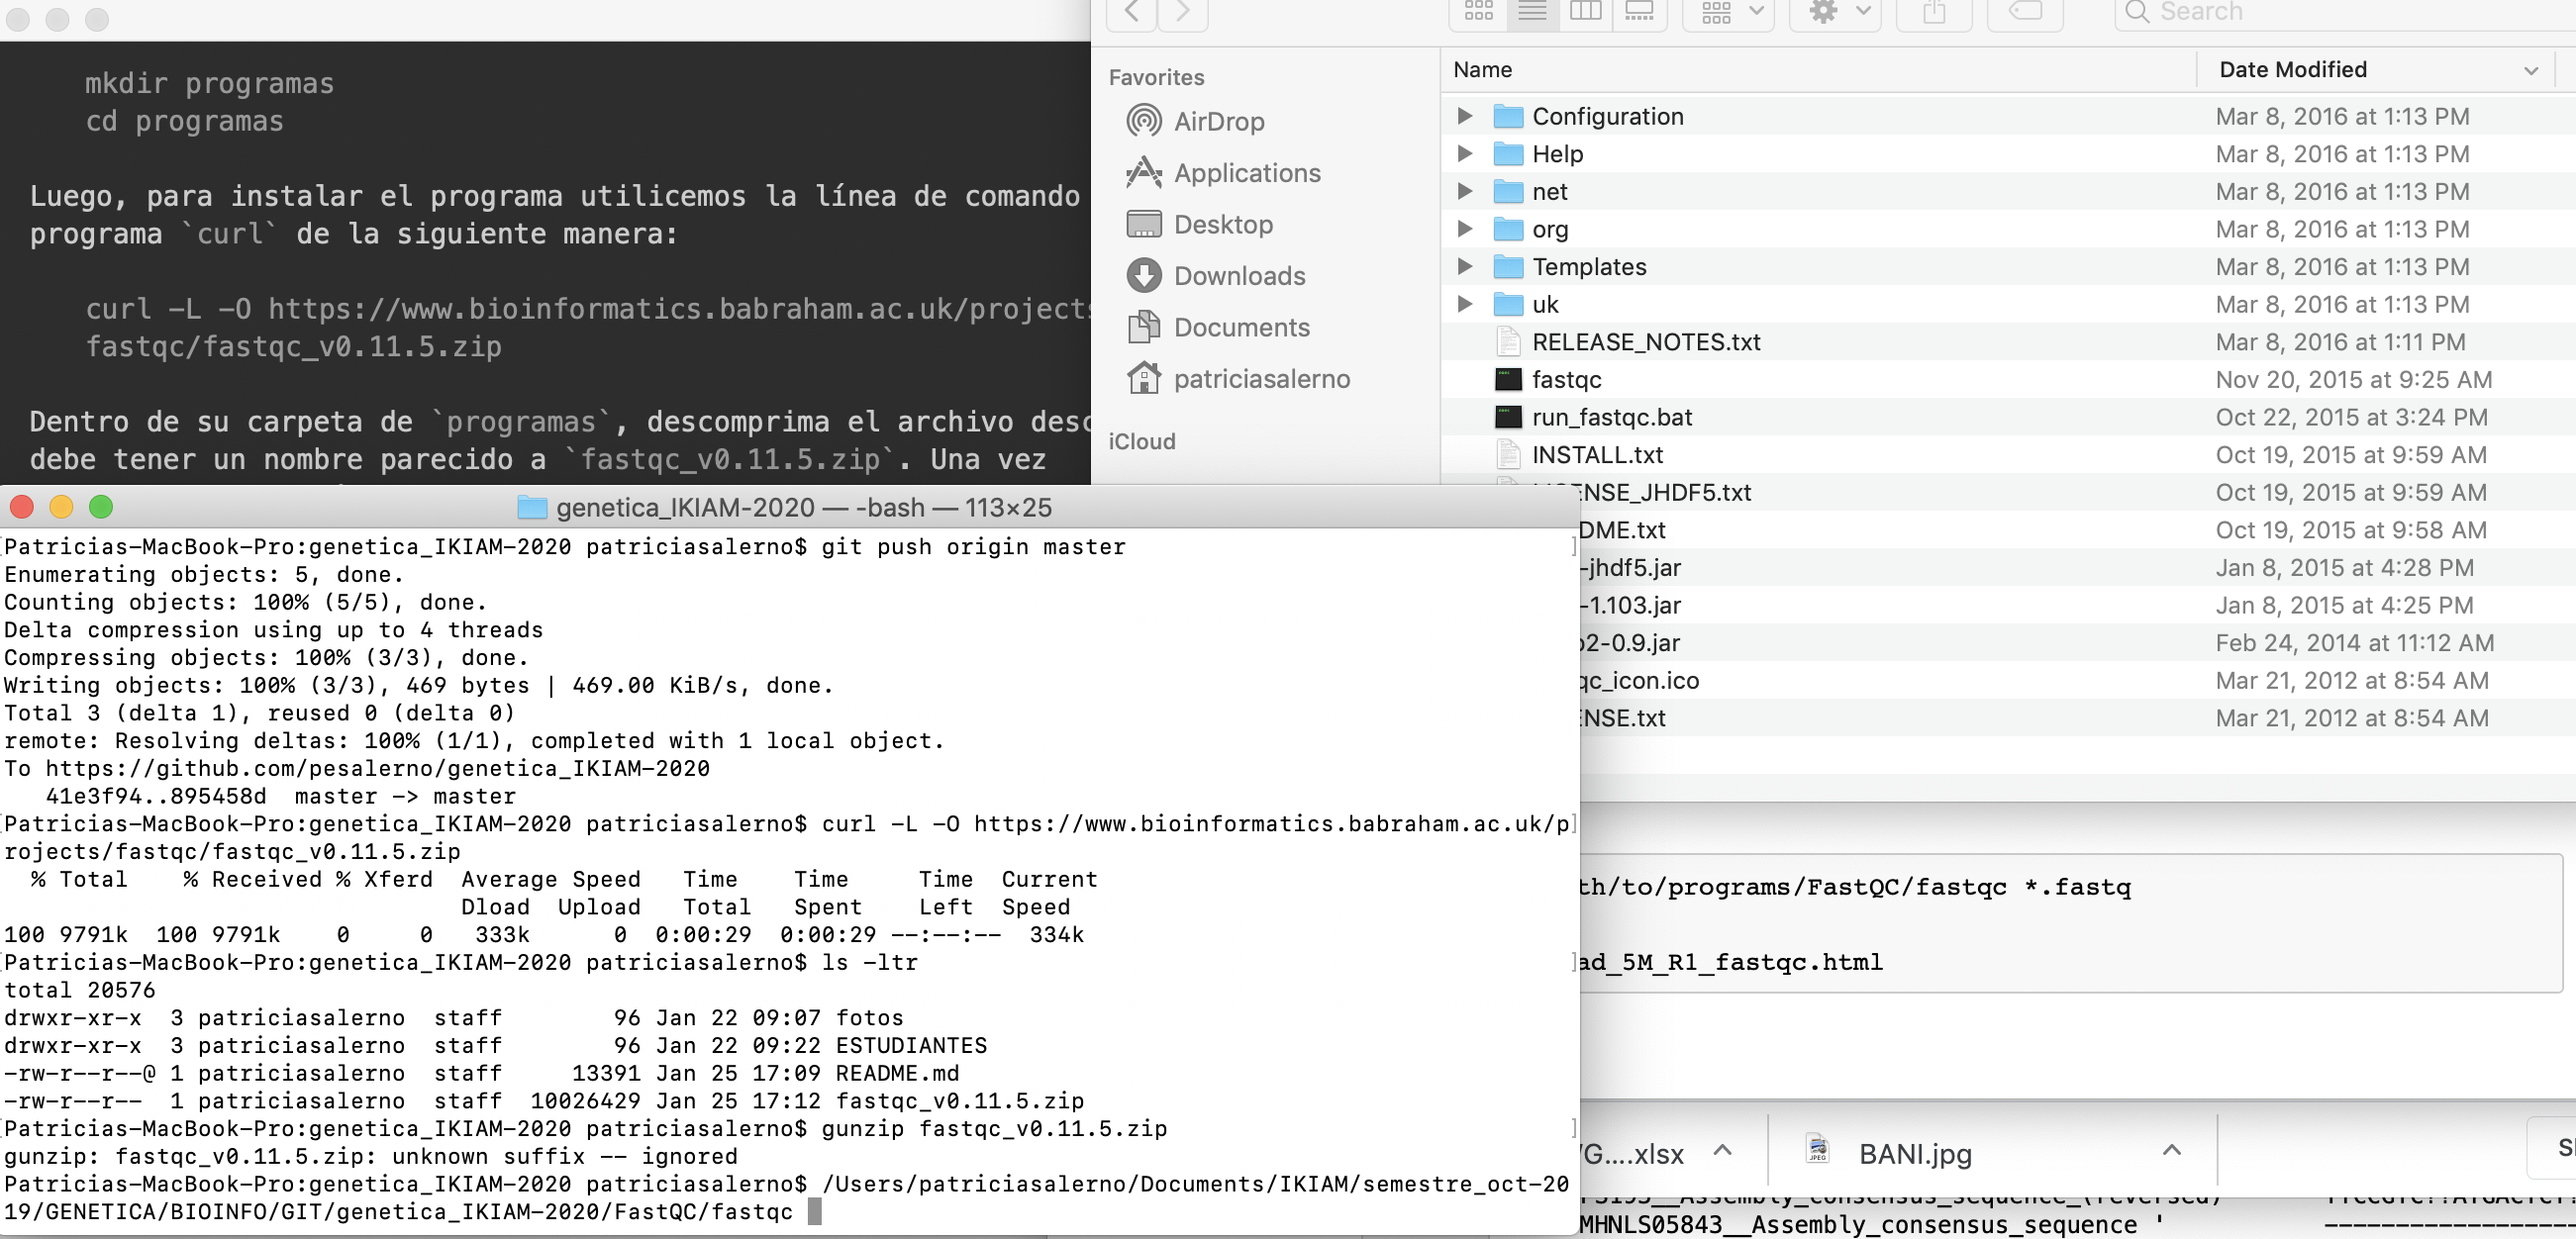 mkdir programas
cd programas
Luego, para instalar el programa utilicemos la línea de comando
programa `curl` de la siguiente manera:
curl -L -O https://www.bioinformatics.babraham.ac.uk/projects
fastqc/fastqc_v0.11.5.zip
Dentro de su carpeta de `programas`, descomprima el archivo desc
debe tener un nombre parecido a `fastqc_v0.11.5.zip`. Una vez
Search
Favorites
AirDrop
Applications
Desktop
Downloads
Documents
patriciasalerno
iCloud
Name Date Modified
Configuration Mar 8, 2016 at 1:13 PM
Help Mar 8, 2016 at 1:13 PM
net Mar 8, 2016 at 1:13 PM
org Mar 8, 2016 at 1:13 PM
Templates Mar 8, 2016 at 1:13 PM
uk Mar 8, 2016 at 1:13 PM
RELEASE_NOTES.txt Mar 8, 2016 at 1:11 PM
fastqc Nov 20, 2015 at 9:25 AM
run_fastqc.bat Oct 22, 2015 at 3:24 PM
INSTALL.txt Oct 19, 2015 at 9:59 AM
ENSE_JHDF5.txt Oct 19, 2015 at 9:59 AM
DME.txt Oct 19, 2015 at 9:58 AM
-jhdf5.jar Jan 8, 2015 at 4:28 PM
-1.103.jar Jan 8, 2015 at 4:25 PM
2-0.9.jar Feb 24, 2014 at 11:12 AM
qc_icon.ico Mar 21, 2012 at 8:54 AM
ENSE.txt Mar 21, 2012 at 8:54 AM
genetica_IKIAM-2020 — -bash — 113×25
Patricias-MacBook-Pro:genetica_IKIAM-2020 patriciasalerno$ git push origin master
Enumerating objects: 5, done.
Counting objects: 100% (5/5), done.
Delta compression using up to 4 threads
Compressing objects: 100% (3/3), done.
Writing objects: 100% (3/3), 469 bytes | 469.00 KiB/s, done.
Total 3 (delta 1), reused 0 (delta 0)
remote: Resolving deltas: 100% (1/1), completed with 1 local object.
To https://github.com/pesalerno/genetica_IKIAM-2020
   41e3f94..895458d  master -> master
Patricias-MacBook-Pro:genetica_IKIAM-2020 patriciasalerno$ curl -L -O https://www.bioinformatics.babraham.ac.uk/p
rojects/fastqc/fastqc_v0.11.5.zip
  % Total    % Received % Xferd  Average Speed   Time    Time     Time  Current
                                 Dload  Upload   Total   Spent    Left  Speed
100 9791k  100 9791k    0     0   333k      0  0:00:29  0:00:29 --:--:--  334k
Patricias-MacBook-Pro:genetica_IKIAM-2020 patriciasalerno$ ls -ltr
total 20576
drwxr-xr-x  3 patriciasalerno  staff        96 Jan 22 09:07 fotos
drwxr-xr-x  3 patriciasalerno  staff        96 Jan 22 09:22 ESTUDIANTES
-rw-r--r--@ 1 patriciasalerno  staff     13391 Jan 25 17:09 README.md
-rw-r--r--  1 patriciasalerno  staff  10026429 Jan 25 17:12 fastqc_v0.11.5.zip
Patricias-MacBook-Pro:genetica_IKIAM-2020 patriciasalerno$ gunzip fastqc_v0.11.5.zip
gunzip: fastqc_v0.11.5.zip: unknown suffix -- ignored
Patricias-MacBook-Pro:genetica_IKIAM-2020 patriciasalerno$ /Users/patriciasalerno/Documents/IKIAM/semestre_oct-20
19/GENETICA/BIOINFO/GIT/genetica_IKIAM-2020/FastQC/fastqc
th/to/programs/FastQC/fastqc *.fastq
ad_5M_R1_fastqc.html
G....xlsx
BANI.jpg
MHNLS05843__Assembly_consensus_sequence '